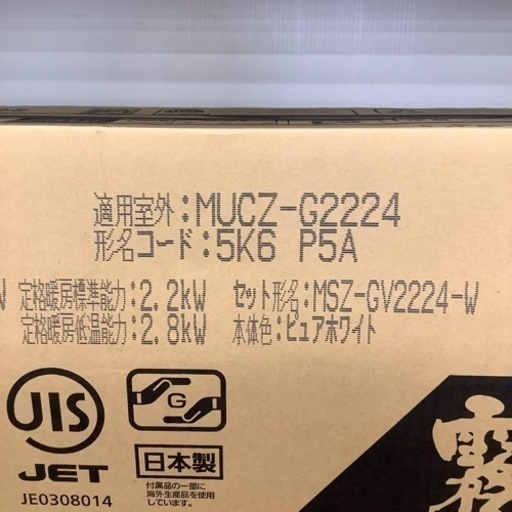 適用室外:MUCZ-G2224
形名コード:5K6 P5A
W 定格暖房標準能力:2.2kW セット形名:MSZ-GV2224-W
定格暖房低温能力:2.8kW 本体色:ピュアホワイト
JIS
JET
JE0308014
G
日本製
付属品の一部に
海外生産品を使用
しています。
霧